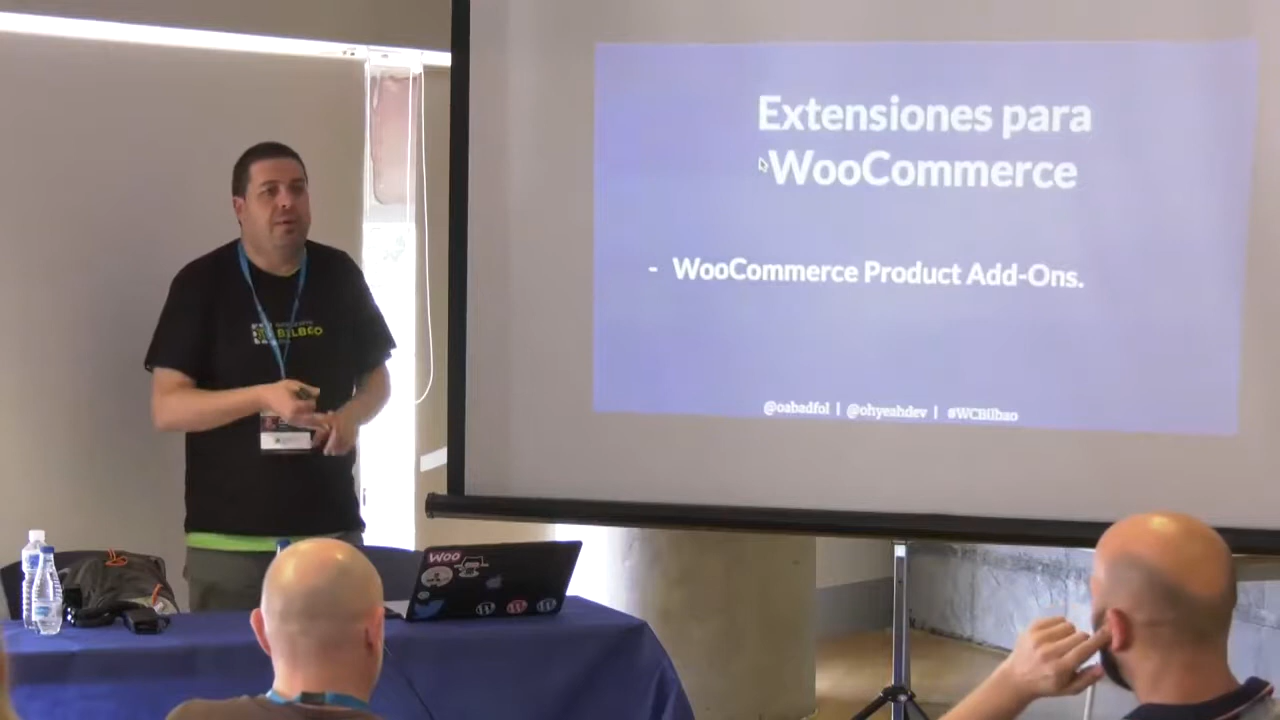 Extensiones para
WooCommerce
- WooCommerce Product Add-Ons.
@oabadfol | @ohyeahdev | #WCBilbao
BILBAO
WOO